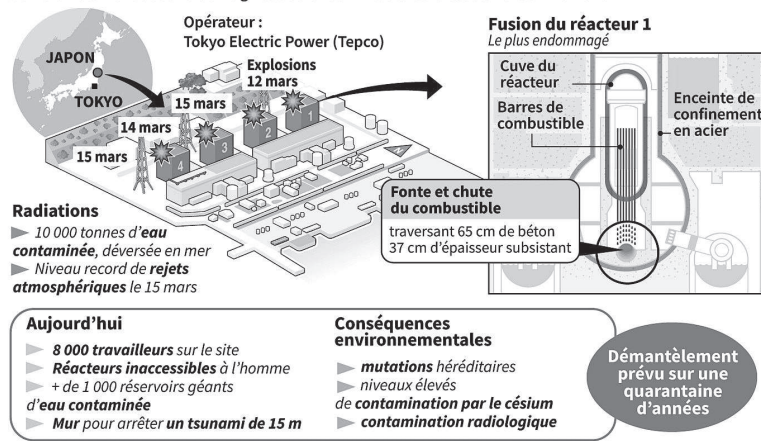 Opérateur :
Tokyo Electric Power (Tepco)
JAPON
TOKYO
Explosions
12 mars
15 mars
14 mars
15 mars
1
2
3
4
Radiations
10 000 tonnes d'eau
contaminée, déversée en mer
Niveau record de rejets
atmosphériques le 15 mars
Fusion du réacteur 1
Le plus endommagé
Cuve du
réacteur
Barres de
combustible
Enceinte de
confinement
en acier
Fonte et chute
du combustible
traversant 65 cm de béton
37 cm d'épaisseur subsistant
Aujourd'hui
8 000 travailleurs sur le site
Réacteurs inaccessibles à l'homme
+ de 1 000 réservoirs géants
d'eau contaminée
Mur pour arrêter un tsunami de 15 m
Conséquences
environnementales
mutations héréditaires
niveaux élevés
de contamination par le césium
contamination radiologique
Démantèlement
prévu sur une
quarantaine
d'années